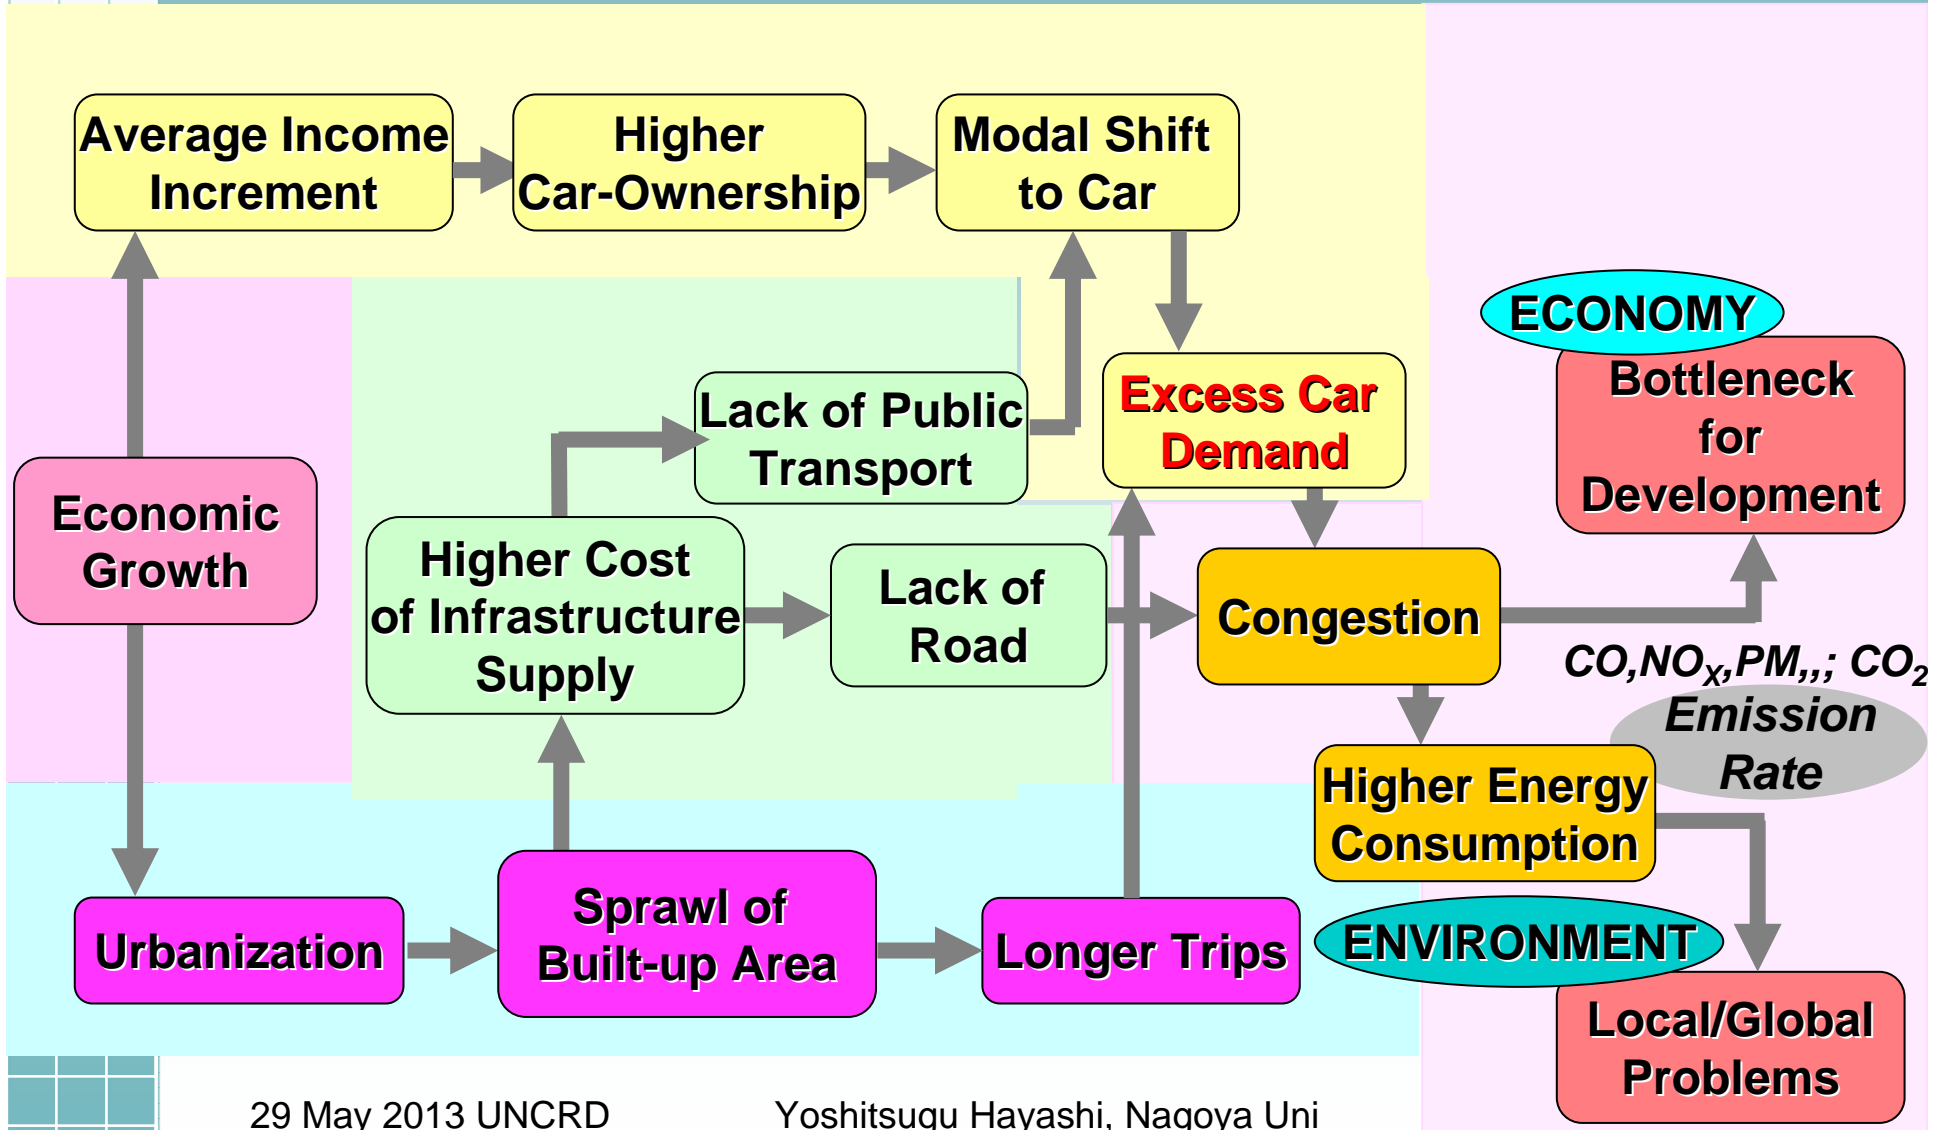 Average Income
Increment
Higher
Car-Ownership
Modal Shift
to Car
ECONOMY
Bottleneck
for
Development
Lack of Public
Transport
Excess Car
Demand
Economic
Growth
Higher Cost
of Infrastructure
Supply
Lack of
Road
Congestion
CO,NOₓ,PM,,; CO₂
Emission
Rate
Higher Energy
Consumption
Urbanization
Sprawl of
Built-up Area
Longer Trips
ENVIRONMENT
Local/Global
Problems
29 May 2013 UNCRD
Yoshitsugu Hayashi, Nagoya Uni